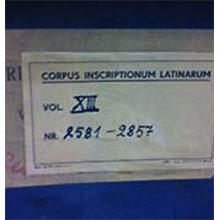 CORPUS INSCRIPTIONUM LATINARUM
VOL. XIII
NR. 2581-2857